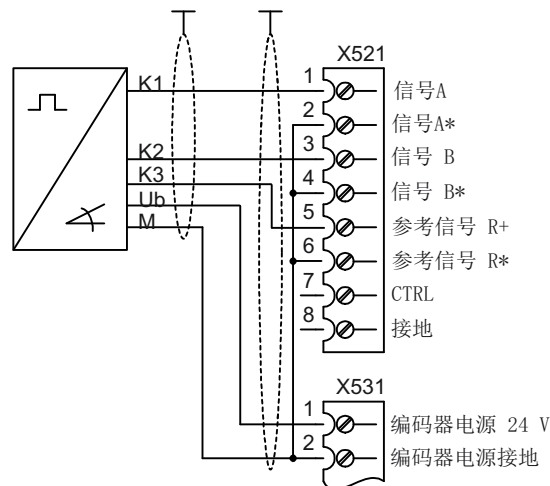 X521
K1
1
信号A
2
信号A*
K2
3
信号 B
K3
4
信号 B*
Ub
5
参考信号 R+
M
6
参考信号 R*
7
CTRL
8
接地
X531
1
编码器电源 24 V
2
编码器电源接地